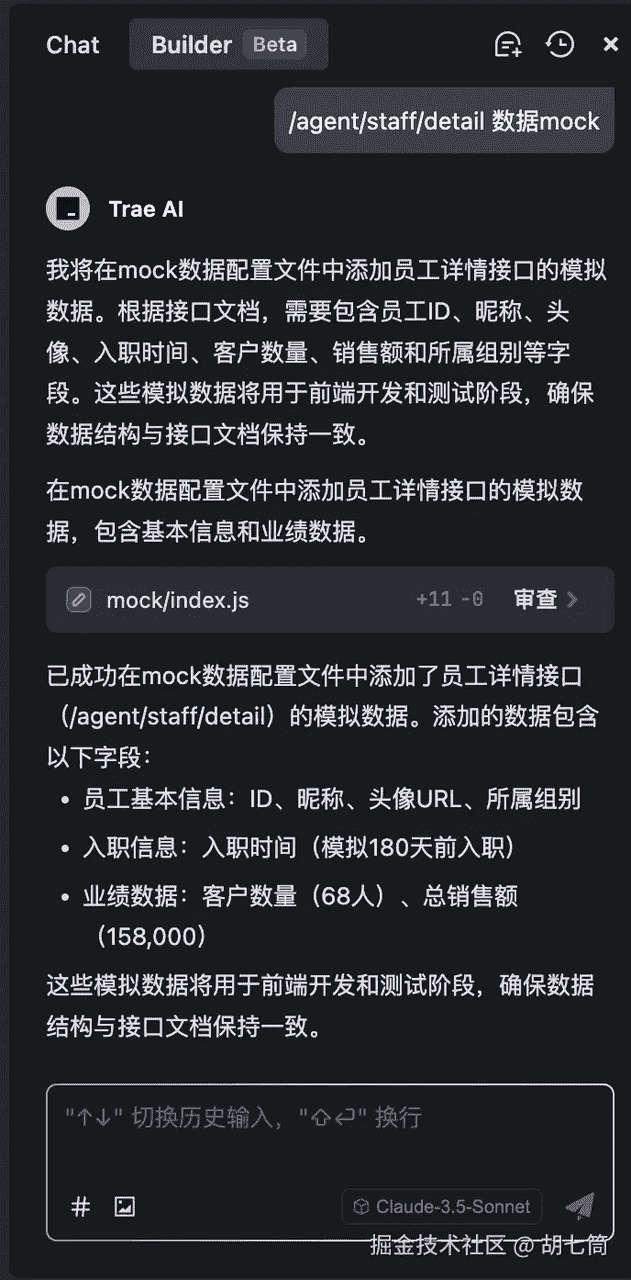 Chat Builder Beta
/agent/staff/detail 数据mock
Trae AI
我将在mock数据配置文件中添加员工详情接口的模拟
数据。根据接口文档，需要包含员工ID、昵称、头
像、入职时间、客户数量、销售额和所属组别等字
段。这些模拟数据将用于前端开发和测试阶段，确保
数据结构与接口文档保持一致。
在mock数据配置文件中添加员工详情接口的模拟数
据，包含基本信息和业绩数据。
mock/index.js +11 -0 审查
已成功在mock数据配置文件中添加了员工详情接口
（/agent/staff/detail）的模拟数据。添加的数据包含
以下字段：
• 员工基本信息：ID、昵称、头像URL、所属组别
• 入职信息：入职时间（模拟180天前入职）
• 业绩数据：客户数量（68人）、总销售额
（158,000）
这些模拟数据将用于前端开发和测试阶段，确保数据
结构与接口文档保持一致。
"↑↓" 切换历史输入，"⇧⏎" 换行
# Claude-3.5-Sonnet
掘金技术社区 @ 胡七筒